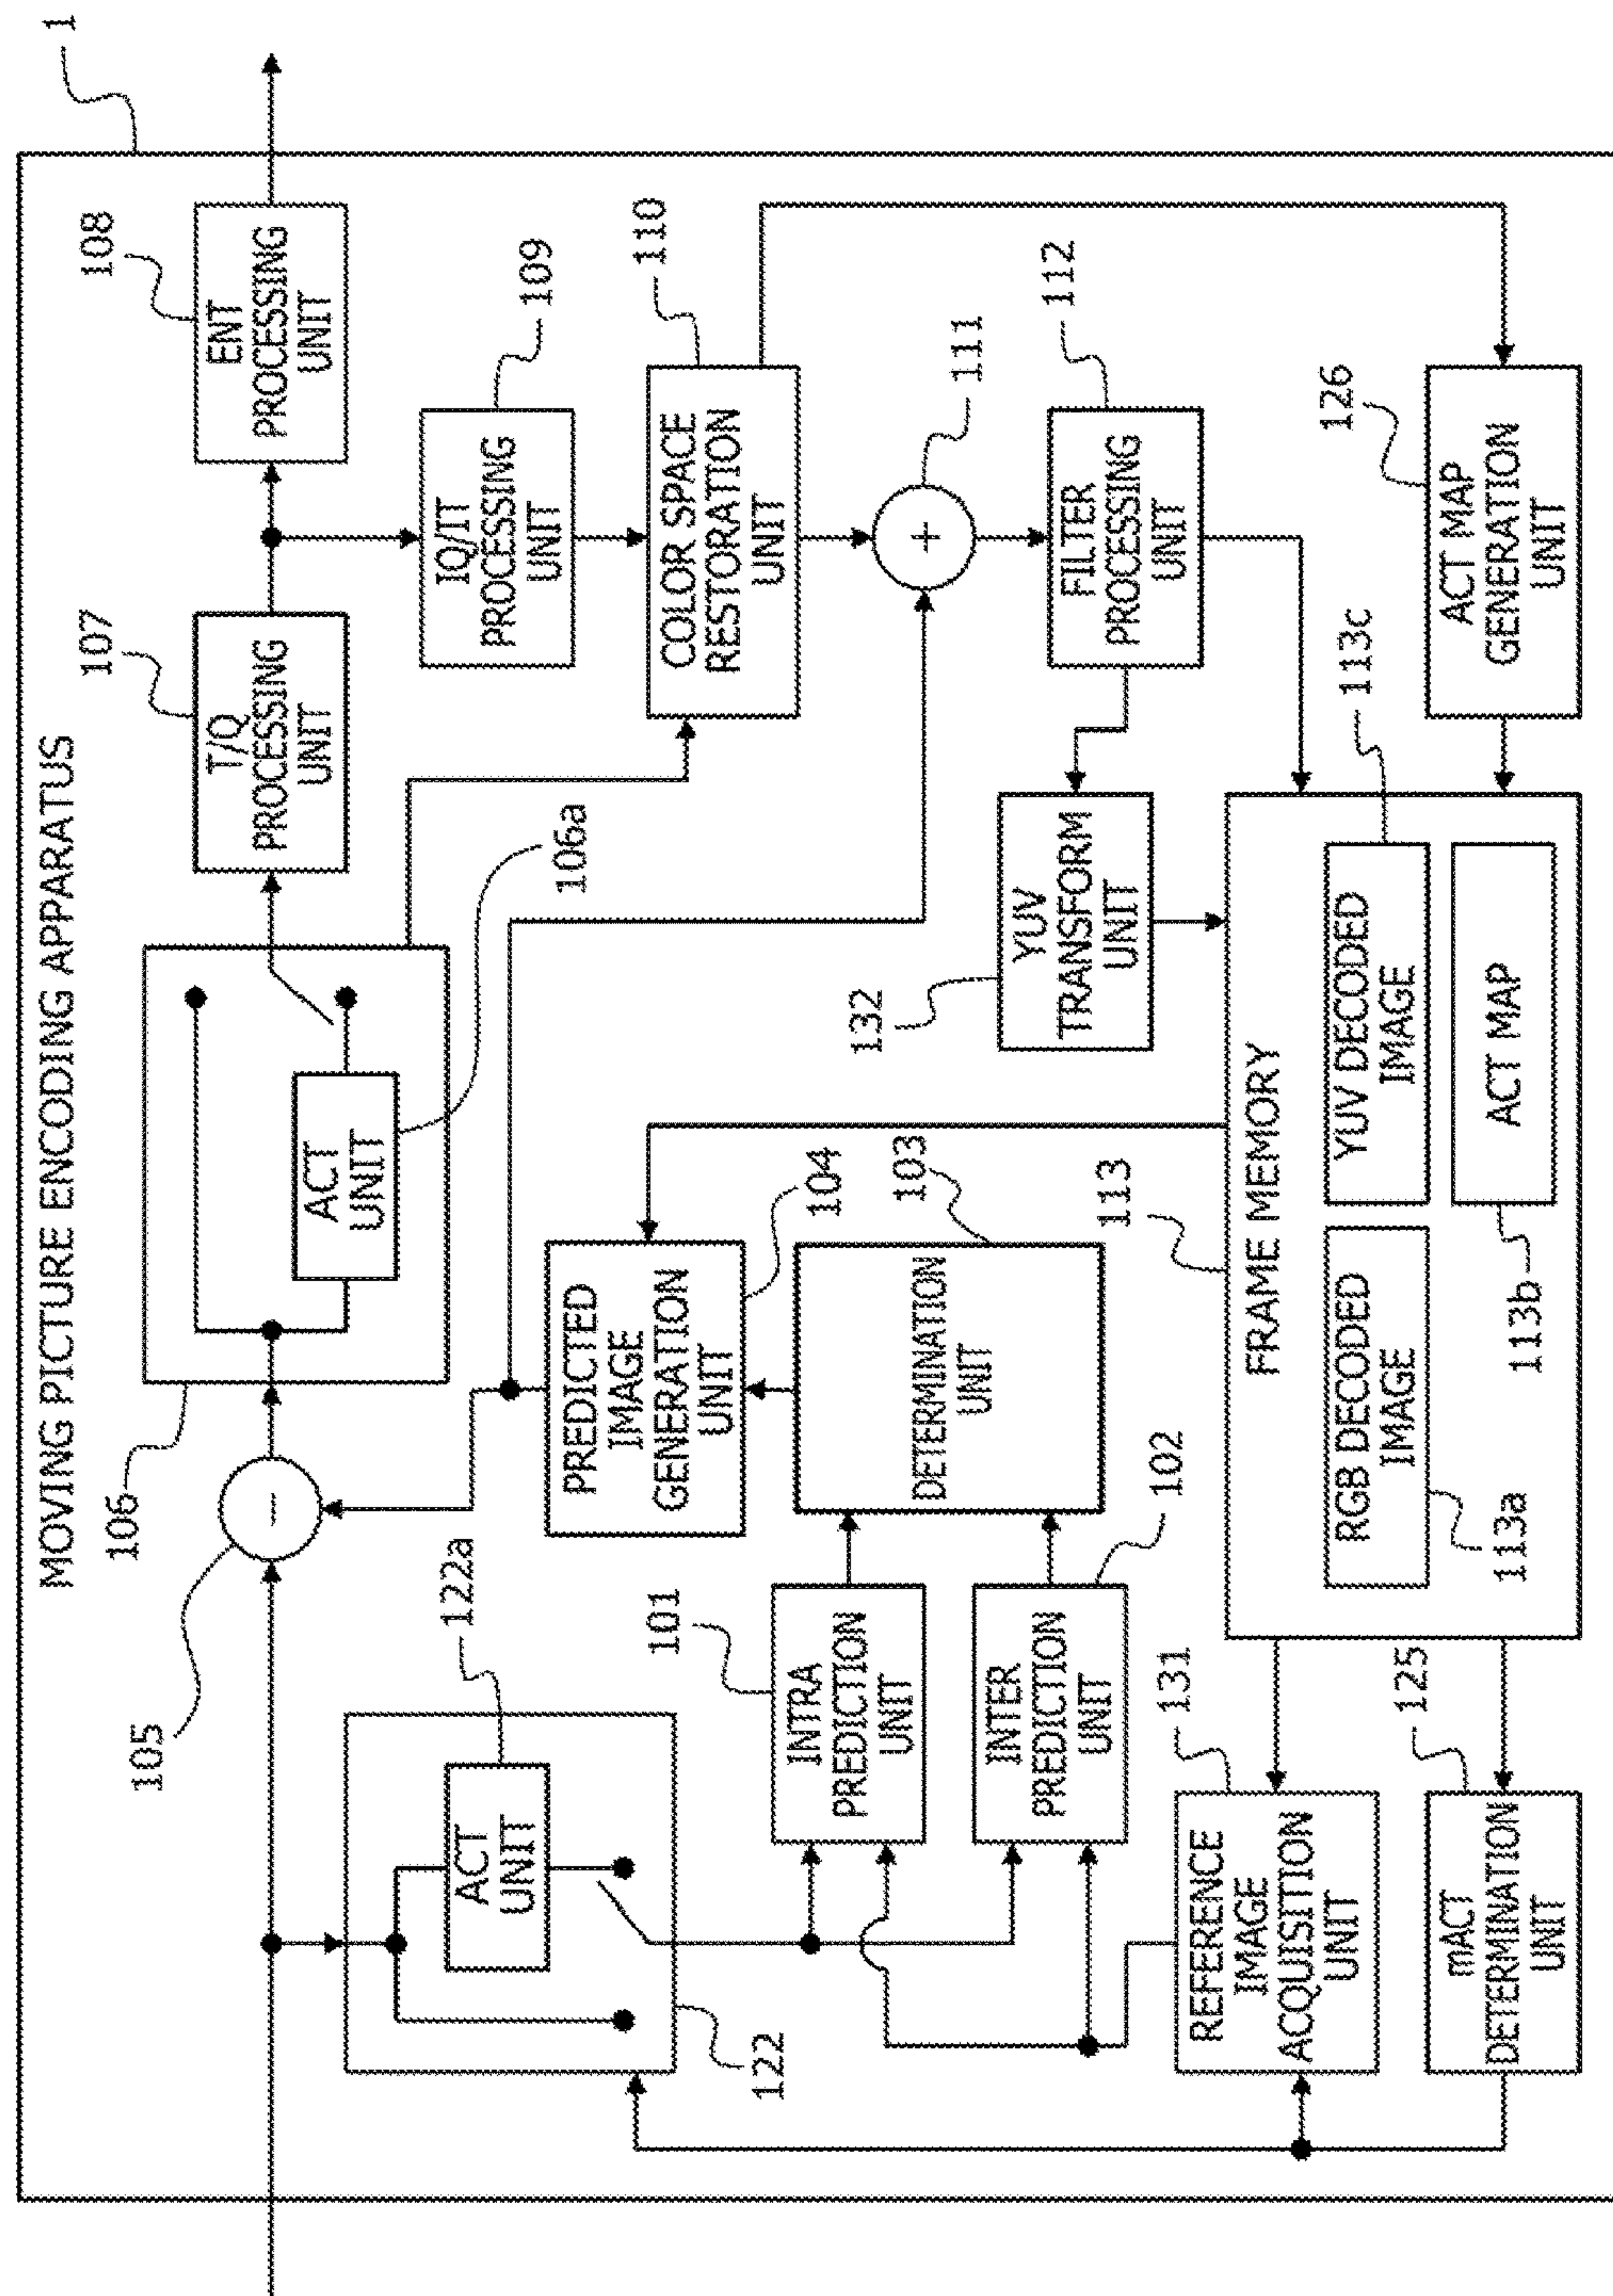 MOVING PICTURE ENCODING APPARATUS
1
105
106
ACT
UNIT
106a
107
T/Q
PROCESSING
UNIT
108
ENT
PROCESSING
UNIT
122a
ACT
UNIT
122
IQ/IT
PROCESSING
UNIT
109
PREDICTED
IMAGE
GENERATION
UNIT
104
COLOR SPACE
RESTORATION
UNIT
110
101
INTRA
PREDICTION
UNIT
DETERMINATION
UNIT
103
+
111
INTER
PREDICTION
UNIT
102
132
YUV
TRANSFORM
UNIT
FILTER
PROCESSING
UNIT
112
131
REFERENCE
IMAGE
ACQUISITION
UNIT
113
FRAME MEMORY
RGB DECODED
IMAGE
113a
YUV DECODED
IMAGE
113c
ACT MAP
113b
125
mACT
DETERMINATION
UNIT
126
ACT MAP
GENERATION
UNIT